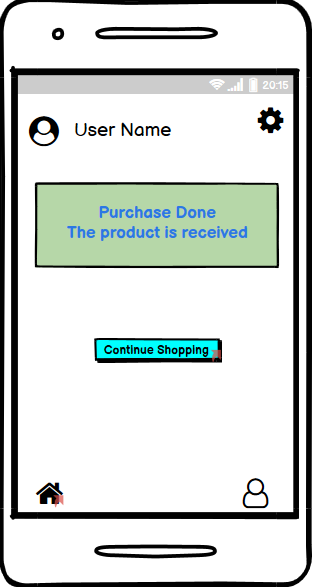 20:15
User Name
Purchase Done
The product is received
Continue Shopping